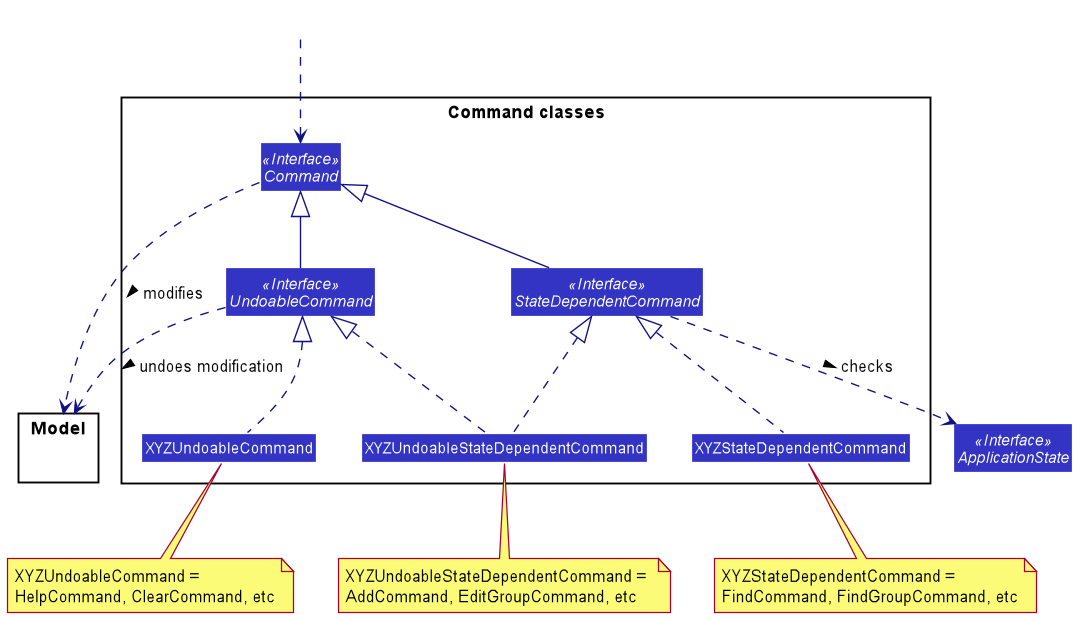 Command classes
«Interface»
Command
modifies
«Interface»
UndoableCommand
«Interface»
StateDependentCommand
undoes modification
checks
Model
XYZUndoableCommand
XYZUndoableStateDependentCommand
XYZStateDependentCommand
«Interface»
ApplicationState
XYZUndoableCommand =
HelpCommand, ClearCommand, etc
XYZUndoableStateDependentCommand =
AddCommand, EditGroupCommand, etc
XYZStateDependentCommand =
FindCommand, FindGroupCommand, etc